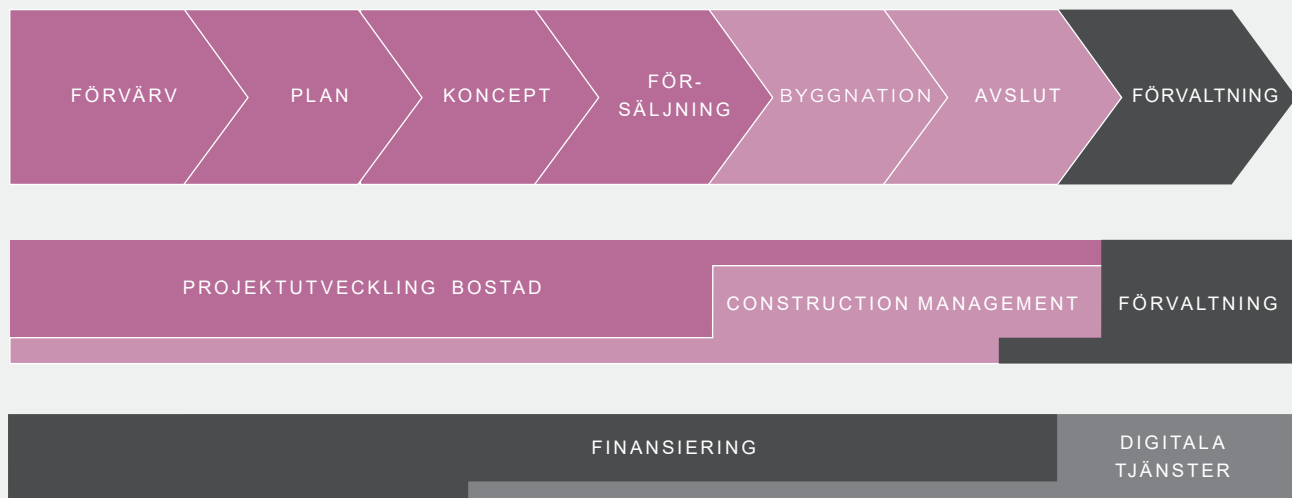 FÖRVÄRV
PLAN
KONCEPT
FÖR-
SÄLJNING
BYGGNATION
AVSLUT
FÖRVALTNING
PROJEKTUTVECKLING BOSTAD
CONSTRUCTION MANAGEMENT
FÖRVALTNING
FINANSIERING
DIGITALA
TJÄNSTER